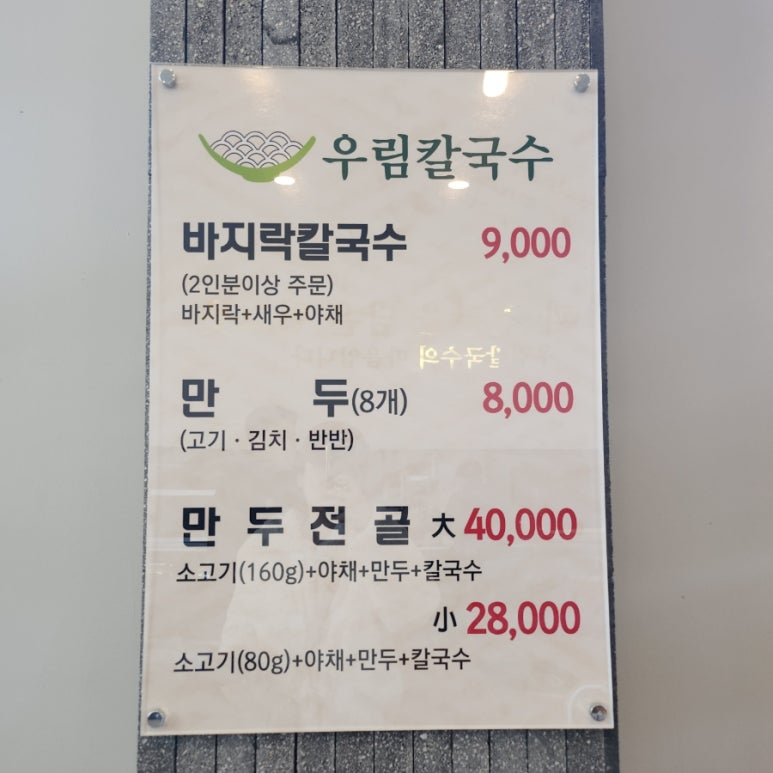 우림칼국수
바지락칼국수 9,000
(2인분이상 주문)
바지락+새우+야채
만 두(8개) 8,000
(고기 · 김치 · 반반)
만 두 전 골 大 40,000
소고기(160g)+야채+만두+칼국수
小 28,000
소고기(80g)+야채+만두+칼국수